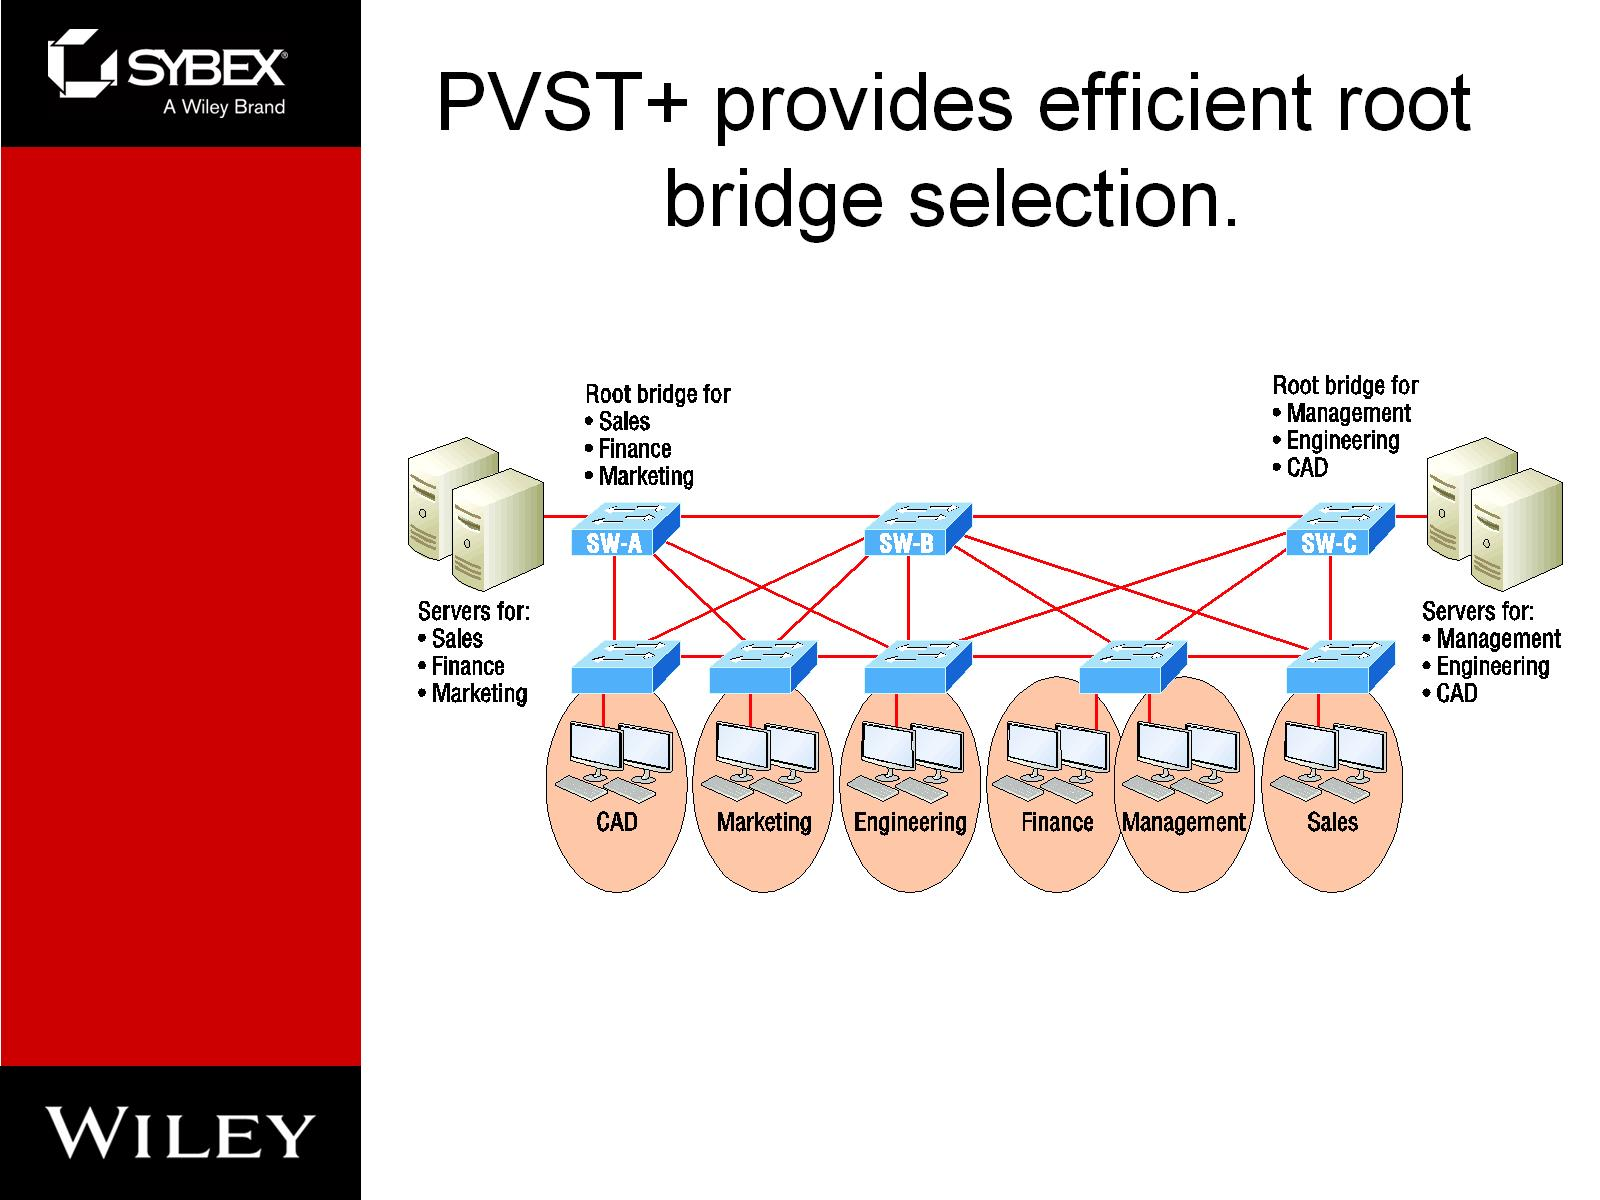 SYBEX®
A Wiley Brand
PVST+ provides efficient root
bridge selection.
Root bridge for
• Sales
• Finance
• Marketing
Root bridge for
• Management
• Engineering
• CAD
SW-A
SW-B
SW-C
Servers for:
• Sales
• Finance
• Marketing
Servers for:
• Management
• Engineering
• CAD
CAD
Marketing
Engineering
Finance
Management
Sales
WILEY